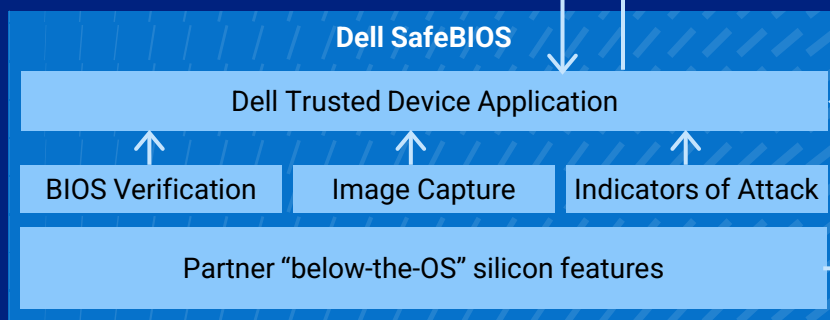 Dell SafeBIOS
Dell Trusted Device Application
BIOS Verification
Image Capture
Indicators of Attack
Partner “below-the-OS” silicon features